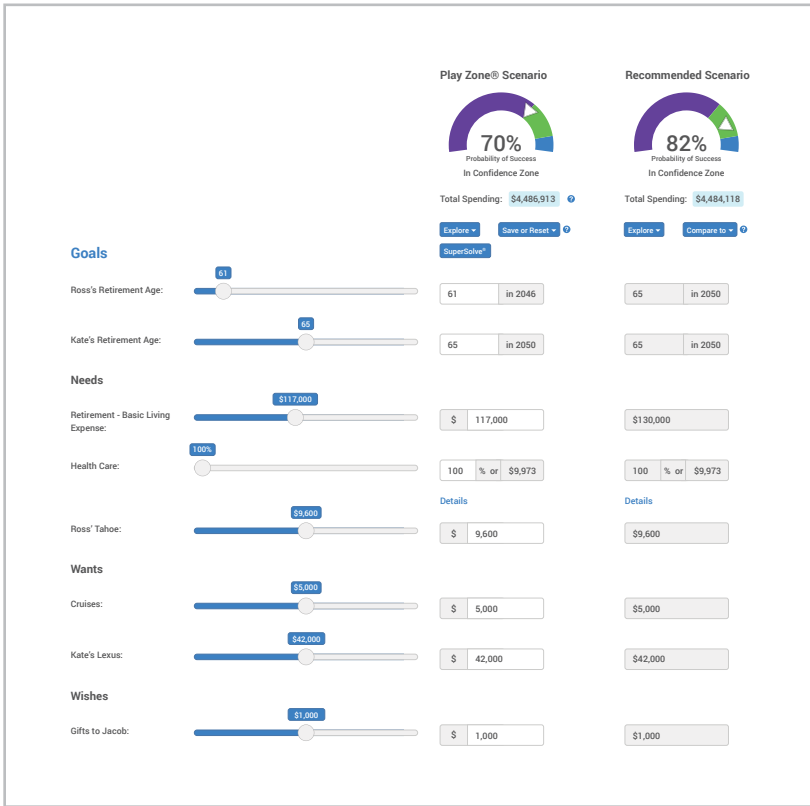 Play Zone® Scenario Recommended Scenario
70% 82%
Probability of Success Probability of Success
In Confidence Zone In Confidence Zone
Total Spending: $4,486,913 ? Total Spending: $4,484,118
Explore Save or Reset ? Explore Compare to ?
SuperSolve®
Goals
61
Ross's Retirement Age: 61 in 2046 65 in 2050
65
Kate's Retirement Age: 65 in 2050 65 in 2050
Needs
$117,000
Retirement - Basic Living $ 117,000 $130,000
Expense:
100%
Health Care: 100 % or $9,973 100 % or $9,973
Details Details
$9,600
Ross' Tahoe: $ 9,600 $9,600
Wants
$5,000
Cruises: $ 5,000 $5,000
$42,000
Kate's Lexus: $ 42,000 $42,000
Wishes
$1,000
Gifts to Jacob: $ 1,000 $1,000